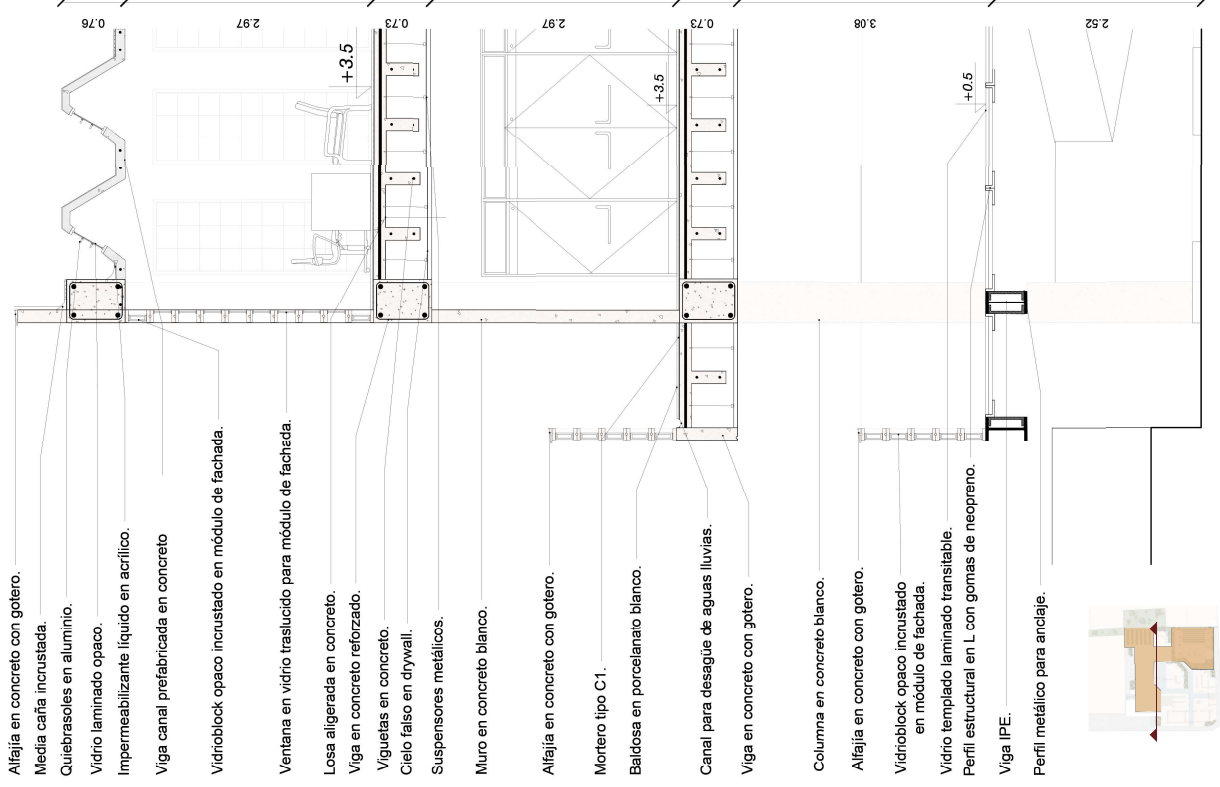 Alfajía en concreto con gotero.
Media caña incrustada.
Quiebrasoles en aluminio.
Vidrio laminado opaco.
Impermeabilizante líquido en acrílico.
Viga canal prefabricada en concreto
Vidrioblock opaco incrustado en módulo de fachada.
Ventana en vidrio traslucido para módulo de fachada.
Losa aligerada en concreto.
Viga en concreto reforzado.
Viguetas en concreto.
Cielo falso en drywall.
Suspensores metálicos.
Muro en concreto blanco.
Alfajía en concreto con gotero.
Mortero tipo C1.
Baldosa en porcelanato blanco.
Canal para desagüe de aguas lluvias.
Viga en concreto con gotero.
Columna en concreto blanco.
Alfajía en concreto con gotero.
Vidrioblock opaco incrustado
en módulo de fachada.
Vidrio templado laminado transitable.
Perfil estructural en L con gomas de neopreno.
Viga IPE.
Perfil metálico para anclaje.
+3.5
+3.5
+0.5
0.76
2.97
0.73
2.97
0.73
3.08
2.52